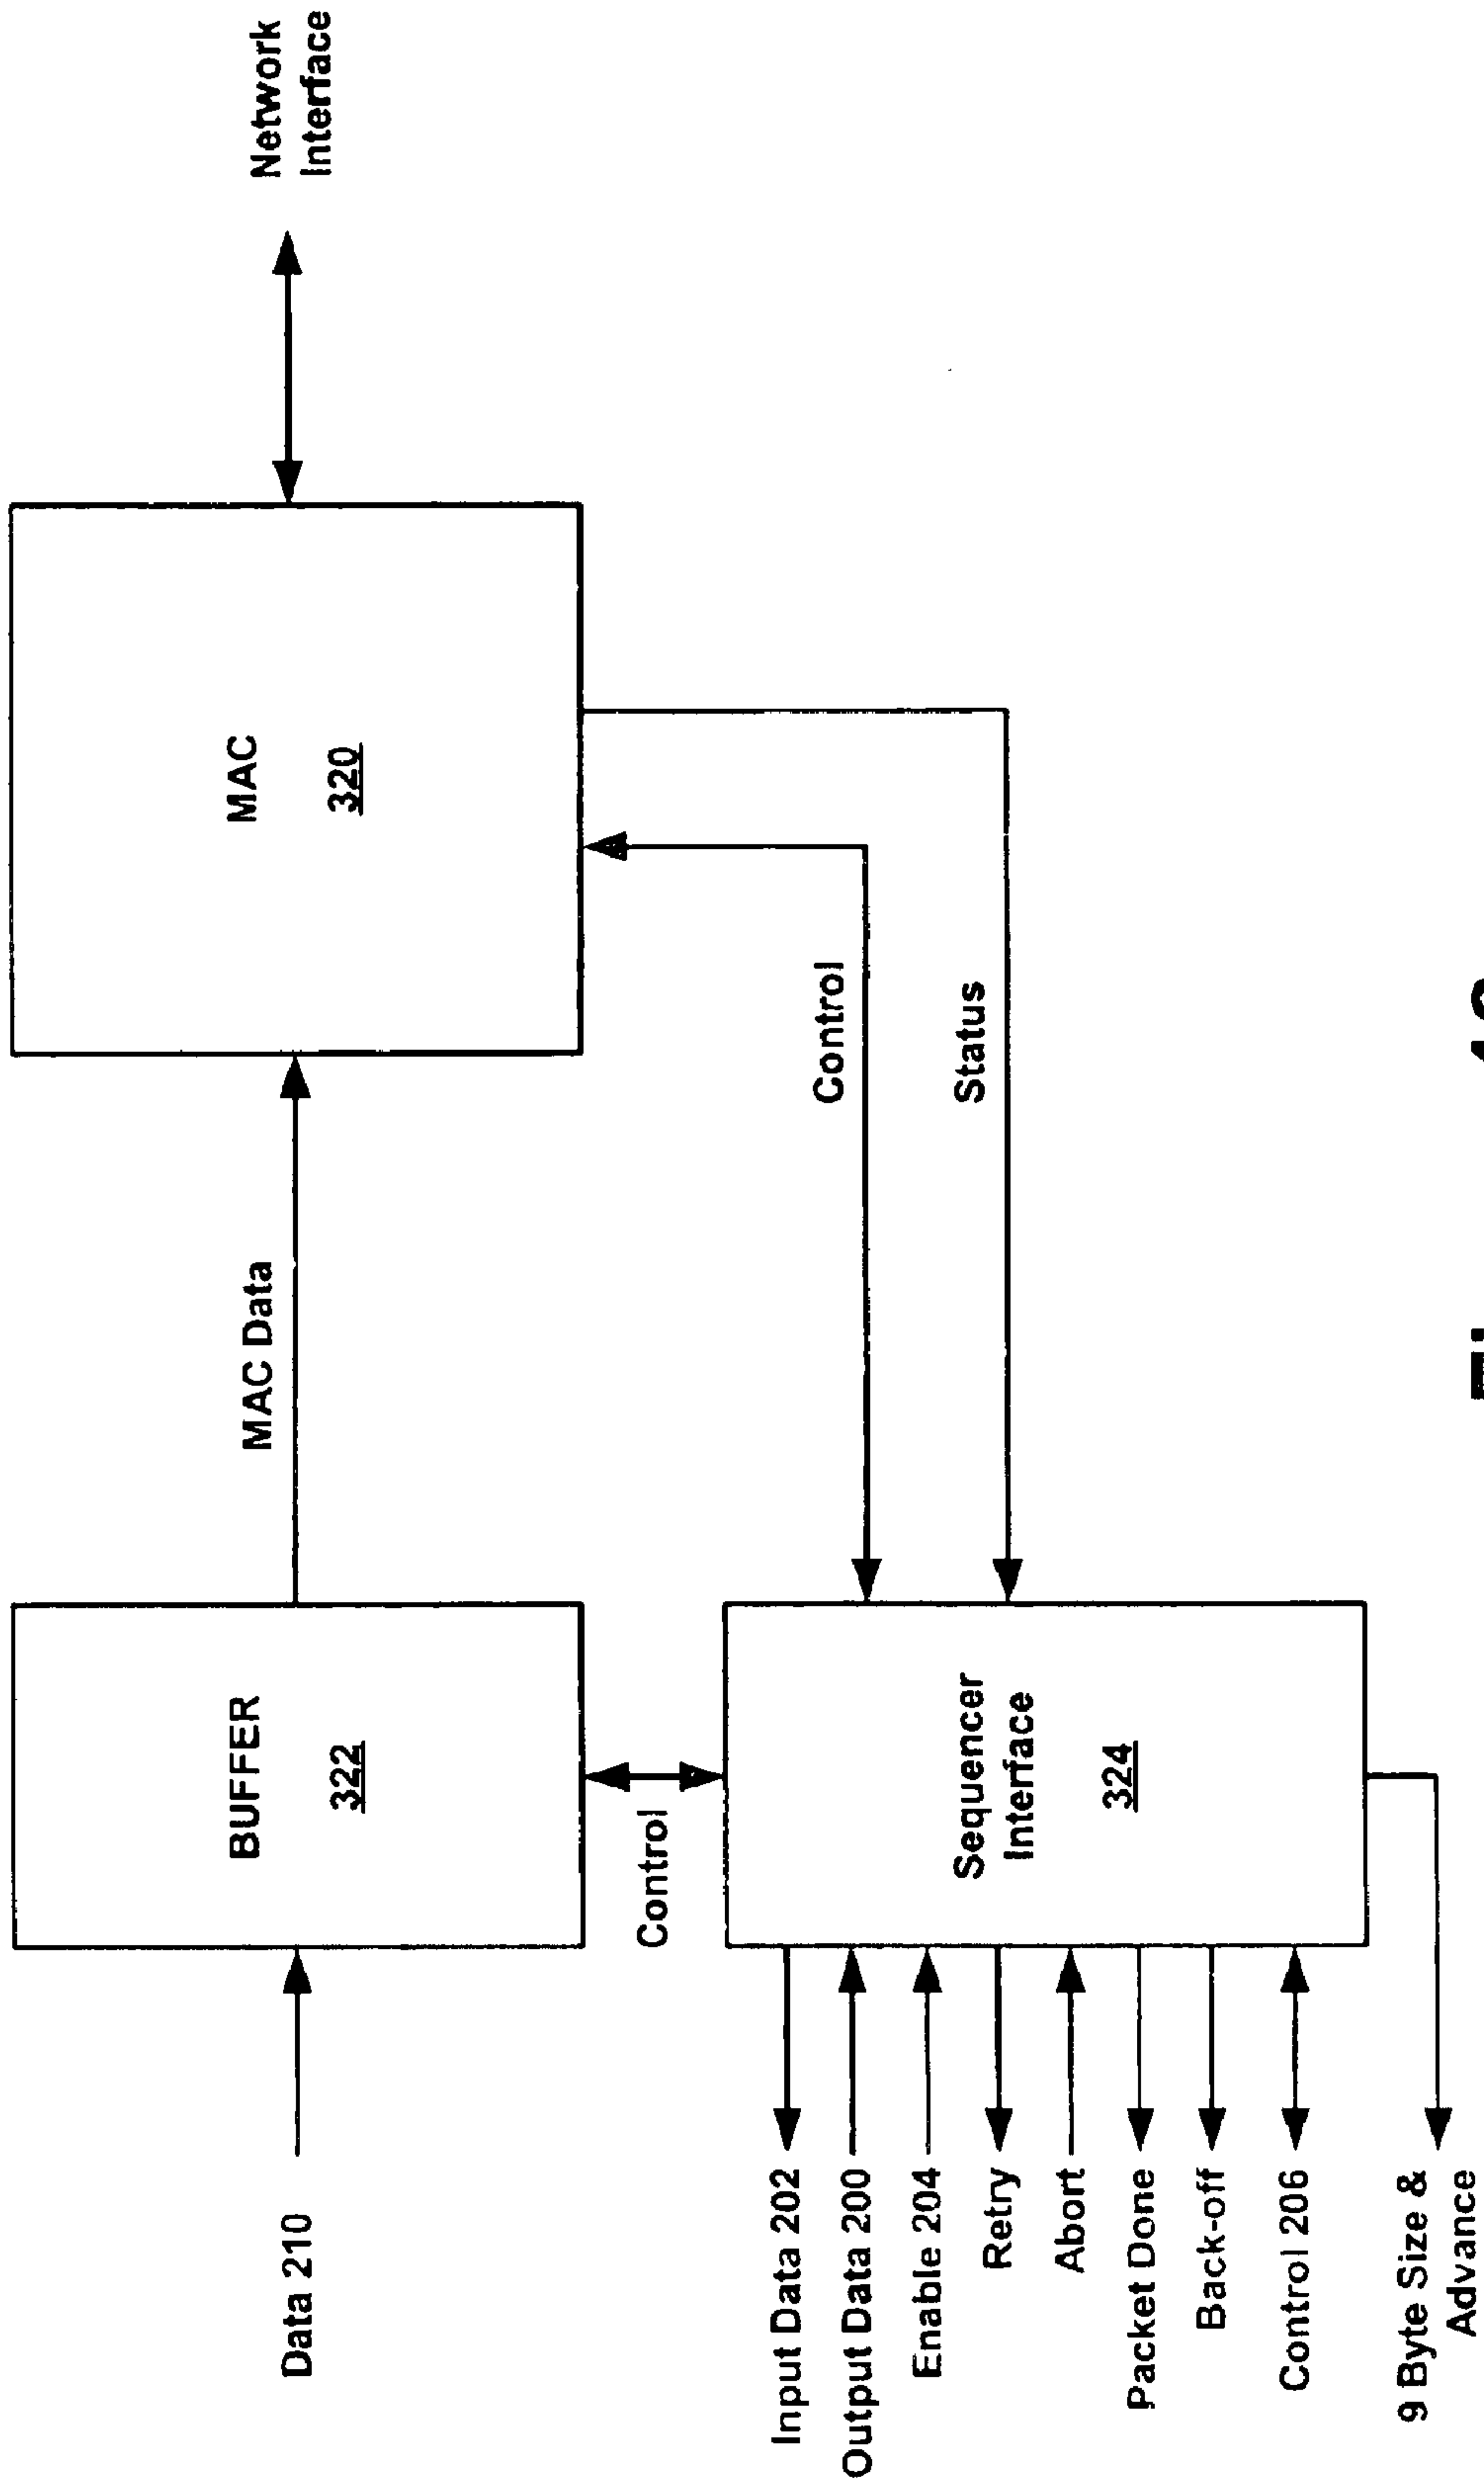 Data 210
BUFFER
322
MAC Data
MAC
320
Network
Interface
Control
Input Data 202
Output Data 200
Enable 204
Retry
Abort
Packet Done
Back-off
Control 206
9 Byte Size &
Advance
Sequencer
Interface
324
Control
Status